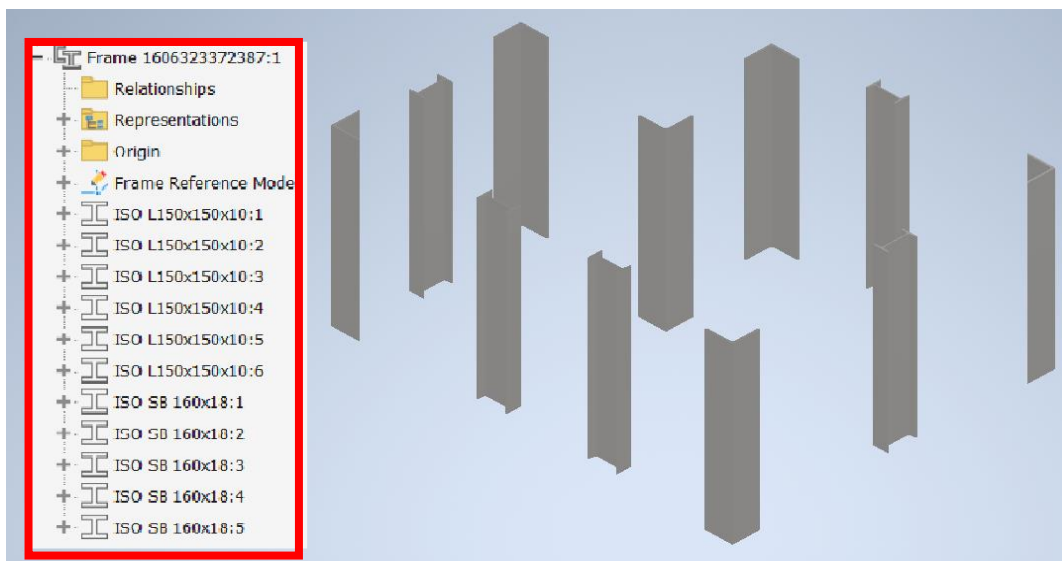 Frame 1606323372387:1
Relationships
Representations
Origin
Frame Reference Mode
ISO L150x150x10:1
ISO L150x150x10:2
ISO L150x150x10:3
ISO L150x150x10:4
ISO L150x150x10:5
ISO L150x150x10:6
ISO SB 160x18:1
ISO SB 160x18:2
ISO SB 160x18:3
ISO SB 160x18:4
ISO SB 160x18:5